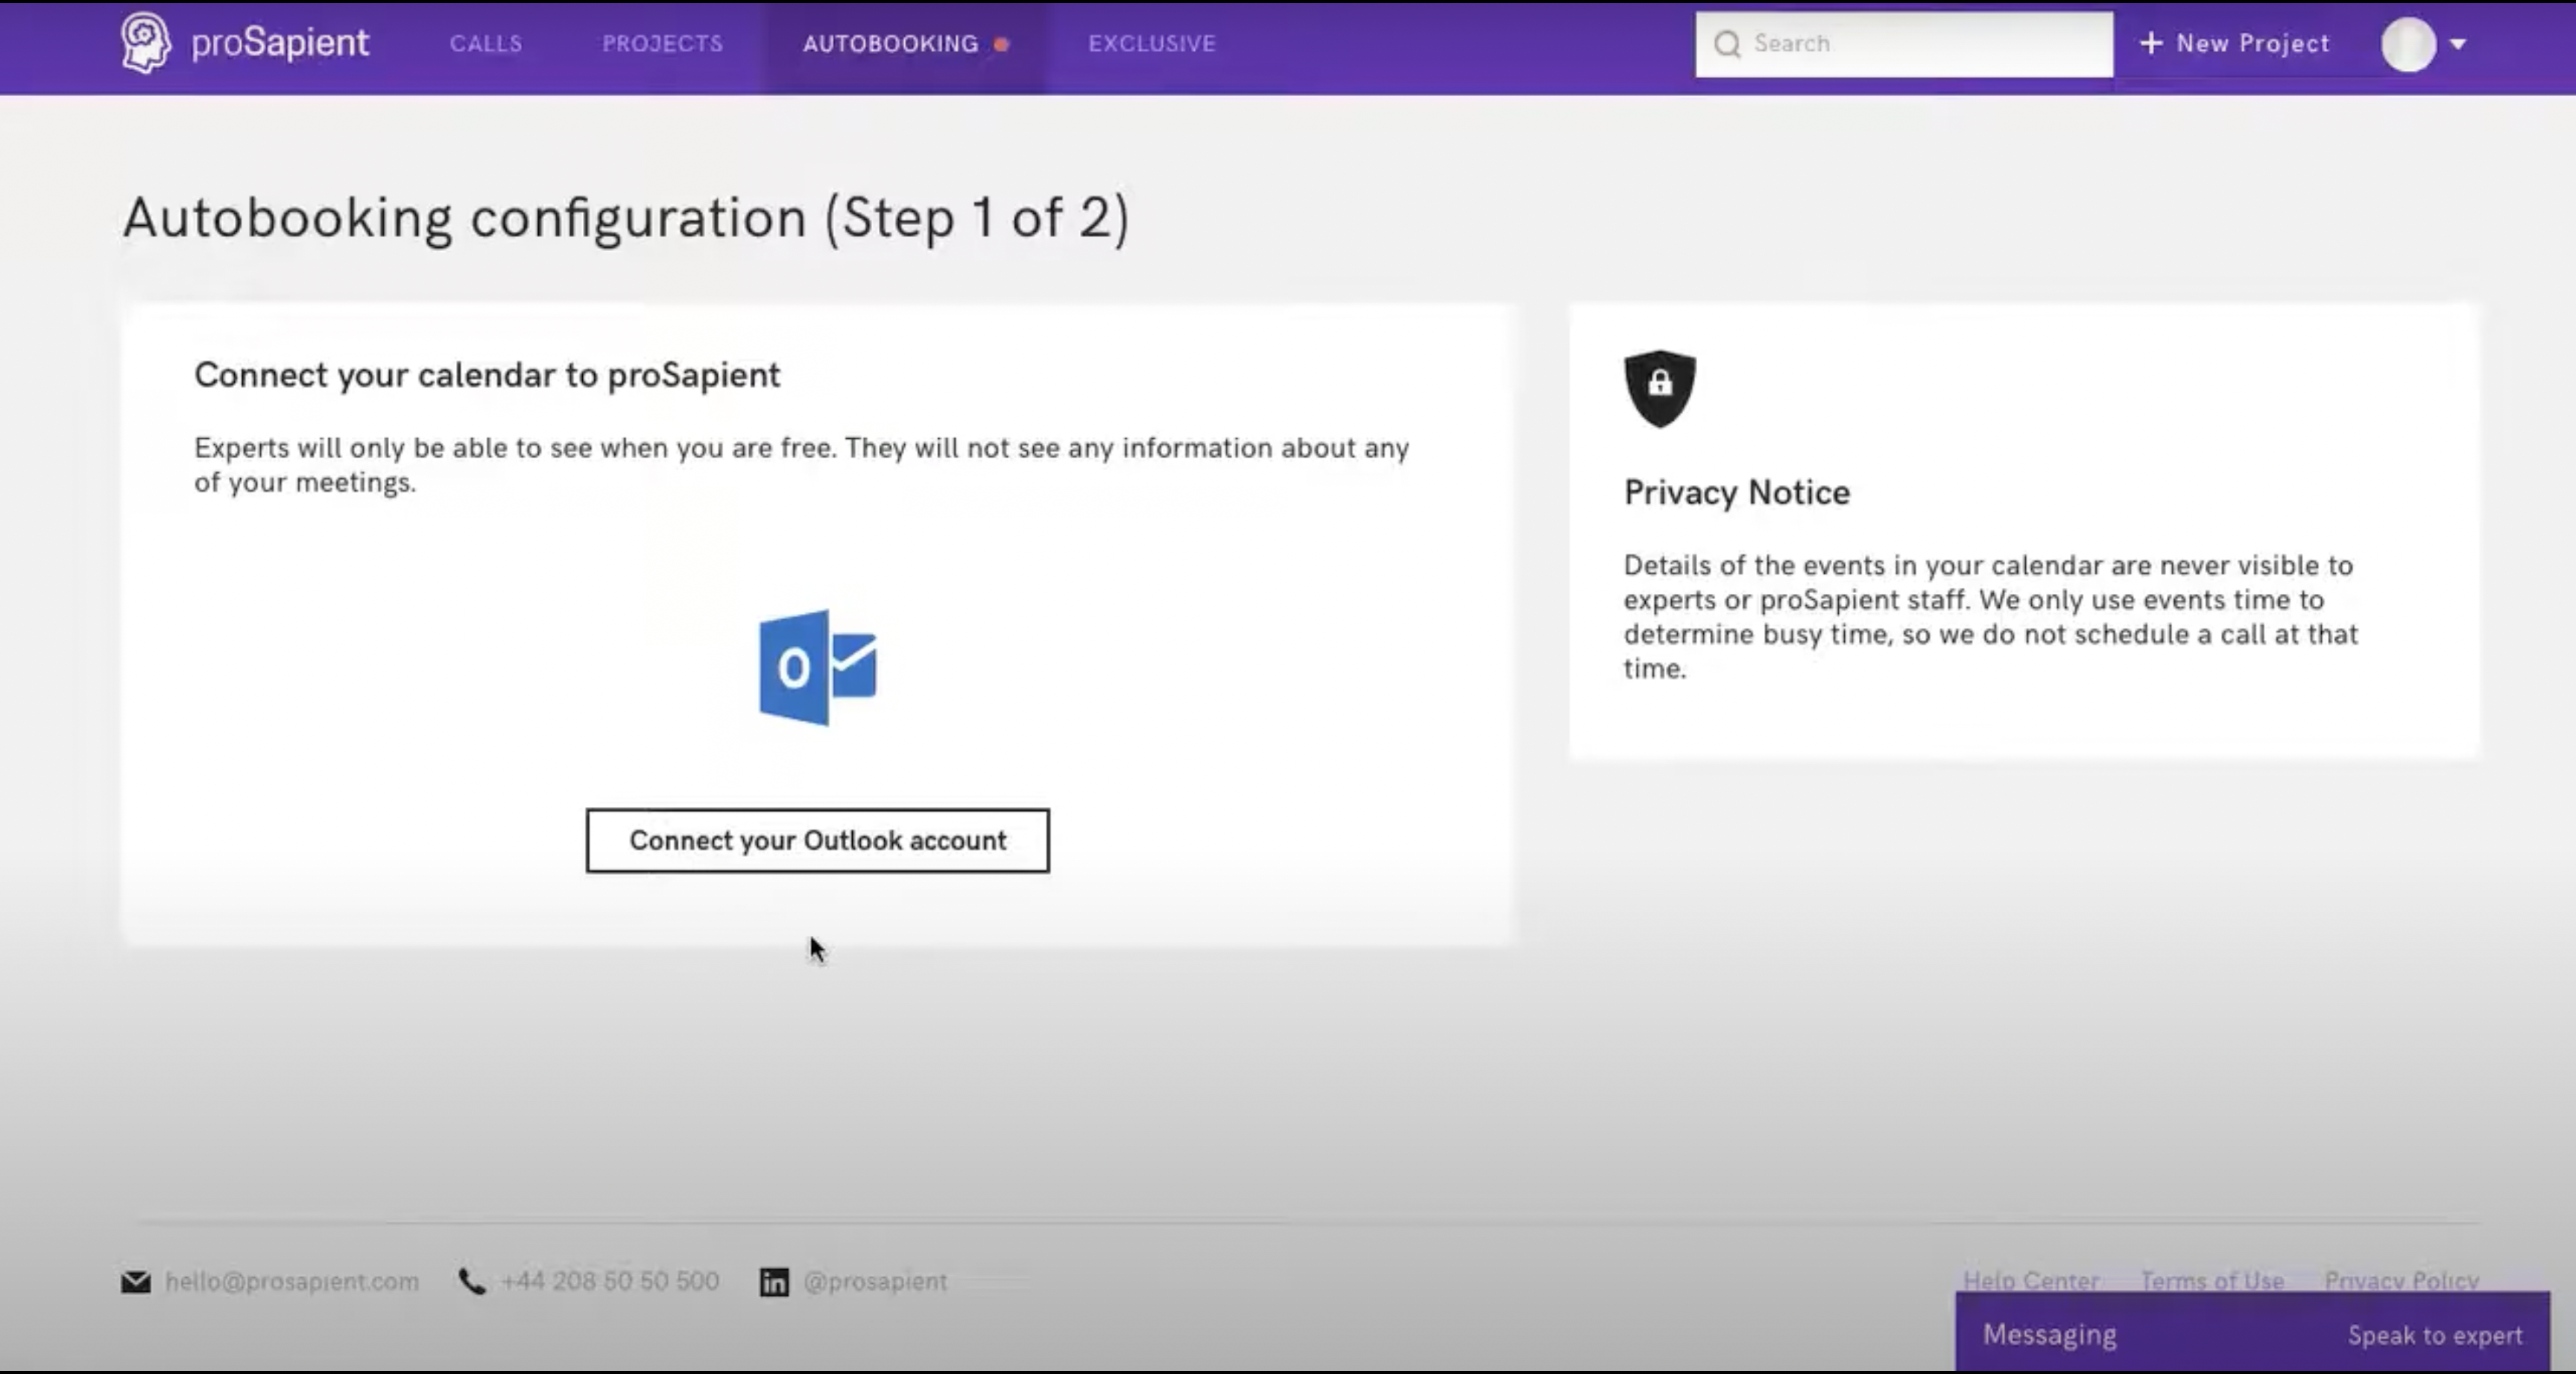 proSapient
CALLS
PROJECTS
AUTOBOOKING
EXCLUSIVE
Search
+ New Project
Autobooking configuration (Step 1 of 2)
Connect your calendar to proSapient
Experts will only be able to see when you are free. They will not see any information about any
of your meetings.
O
Connect your Outlook account
Privacy Notice
Details of the events in your calendar are never visible to
experts or proSapient staff. We only use events time to
determine busy time, so we do not schedule a call at that
time.
hello@prosapient.com
+44 208 50 50 500
in @prosapient
Help Center
Terms of Use
Privacy Policy
Messaging
Speak to expert